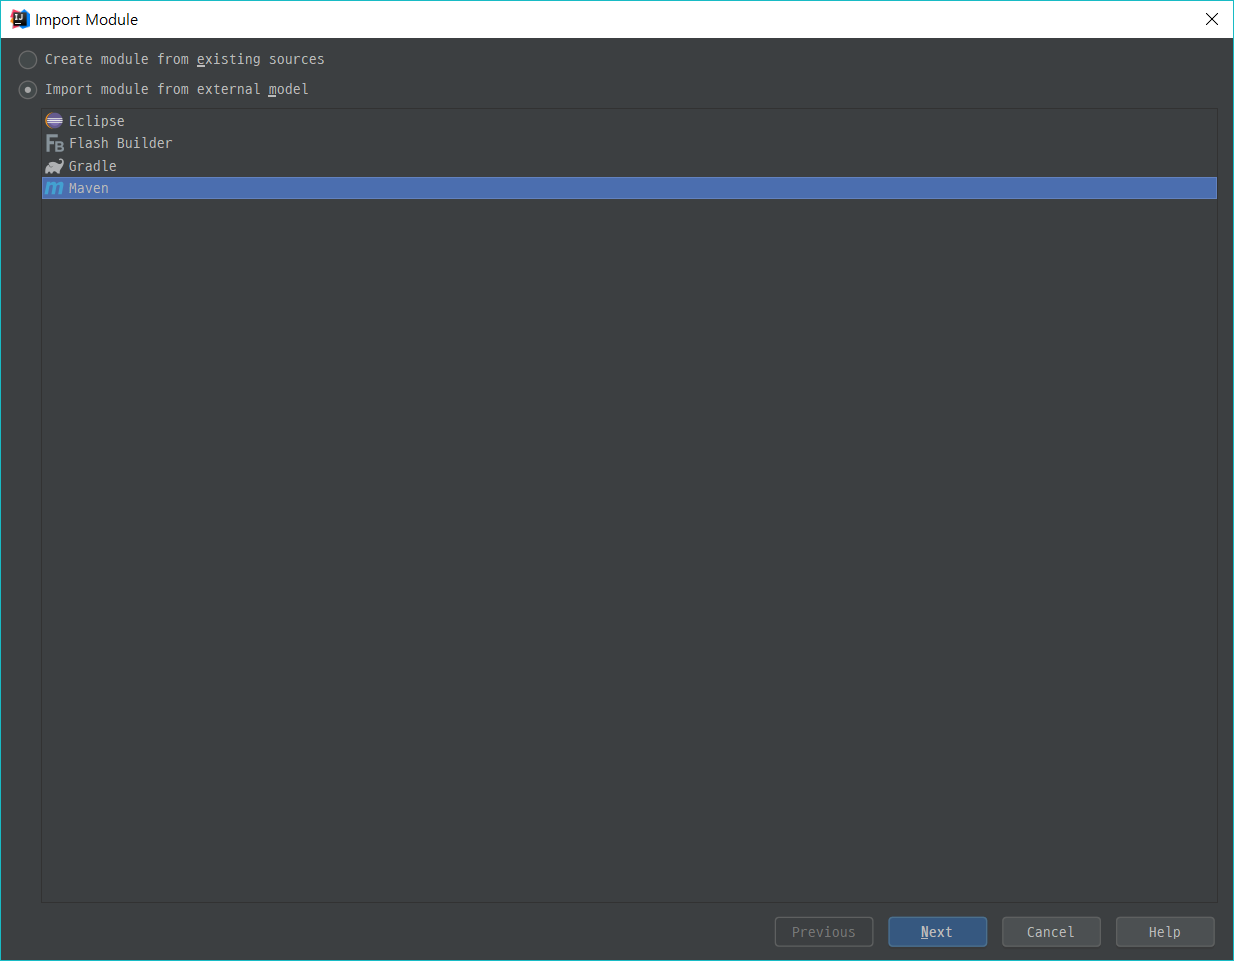 Import Module
Create module from existing sources
Import module from external model
Eclipse
Flash Builder
Gradle
Maven
Previous Next Cancel Help